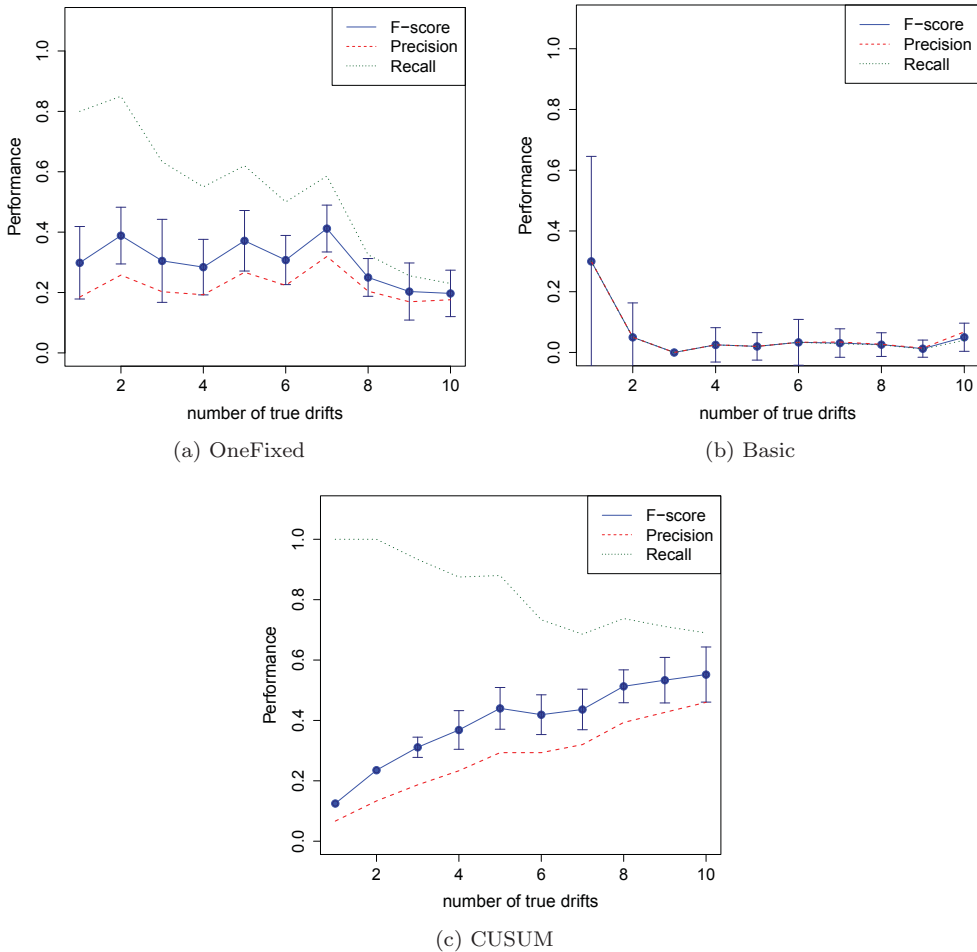 F−score
Precision
Recall
Performance
0.0 0.2 0.4 0.6 0.8 1.0
2 4 6 8 10
number of true drifts
(a) OneFixed
F−score
Precision
Recall
Performance
0.0 0.2 0.4 0.6 0.8 1.0
2 4 6 8 10
number of true drifts
(b) Basic
F−score
Precision
Recall
Performance
0.0 0.2 0.4 0.6 0.8 1.0
2 4 6 8 10
number of true drifts
(c) CUSUM